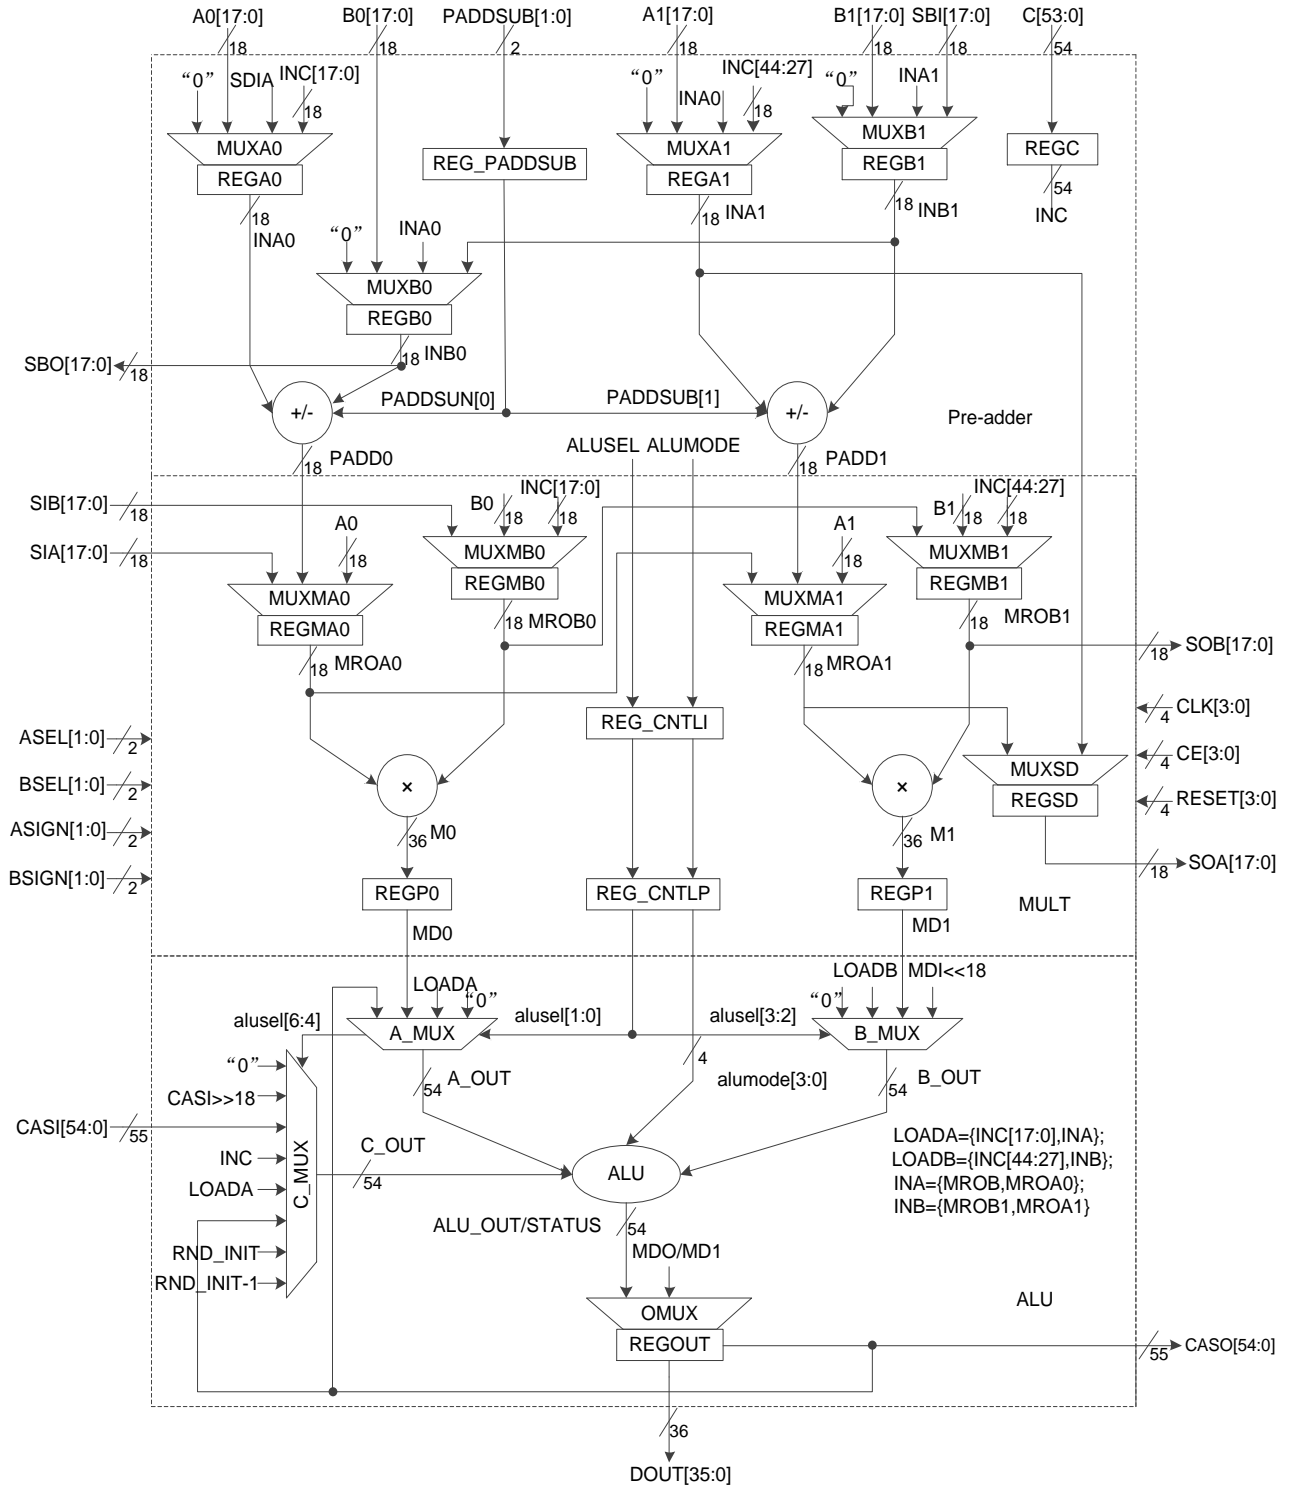 A0[17:0] B0[17:0] PADDSUB[1:0] A1[17:0] B1[17:0] SBI[17:0] C[53:0]
18 18 2 18 18 18 54
“0” SDIA INC[17:0] “0” INA0 INC[44:27] “0” INA1
18 18
MUXA0 MUXA1 MUXB1
REGA0 REG_PADDSUB REGA1 REGB1 REGC
18 18 18 54
INA0 INA1 INB1 INC
“0” INA0
MUXB0
REGB0
18 INB0
SBO[17:0] 18
PADDSUN[0] PADDSUB[1]
+/- +/-
Pre-adder
ALUSEL ALUMODE
18 PADD0 18 PADD1
SIB[17:0] 18 B0 18 INC[17:0] 18 B1 18 INC[44:27] 18
SIA[17:0] 18 A0 18 A1 18
MUXMB0 MUXMB1
REGMB0 REGMB1
MUXMA0 MUXMA1
REGMA0 REGMA1
18 MROB0 18 MROB1
18 MROA0 18 MROA1
18 SOB[17:0]
REG_CNTLI
4 CLK[3:0]
ASEL[1:0] 2
4 CE[3:0]
BSEL[1:0] 2
× ×
MUXSD
REGSD
4 RESET[3:0]
ASIGN[1:0] 2
36 M0 36 M1
18 SOA[17:0]
BSIGN[1:0] 2
REGP0 REG_CNTLP REGP1
MULT
MD0 MD1
LOADA “0” “0” LOADB MDI<<18
alusel[6:4] A_MUX alusel[1:0] alusel[3:2] B_MUX
“0”
4
54 A_OUT alumode[3:0] 54 B_OUT
CASI>>18
CASI[54:0] 55
INC
LOADA
RND_INIT
RND_INIT-1
C_MUX
C_OUT
54
ALU
LOADA={INC[17:0],INA};
LOADB={INC[44:27],INB};
INA={MROB,MROA0};
INB={MROB1,MROA1}
ALU_OUT/STATUS 54
MDO/MD1
OMUX
REGOUT
ALU
55 CASO[54:0]
36
DOUT[35:0]